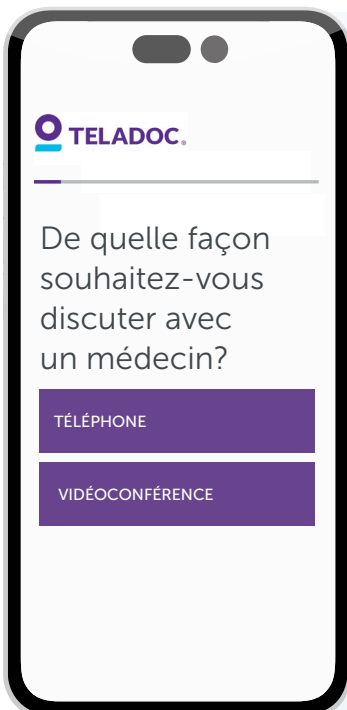 TELADOC®
De quelle façon
souhaitez-vous
discuter avec
un médecin?
TÉLÉPHONE
VIDÉOCONFÉRENCE